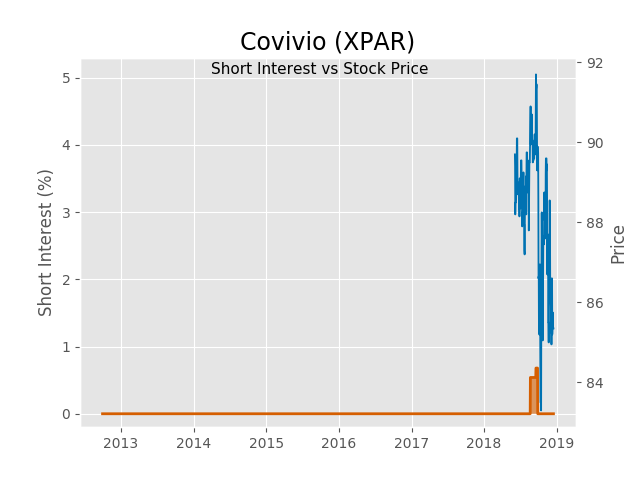 Covivio (XPAR)
Short Interest vs Stock Price
Short Interest (%)
5
4
3
2
1
0
92
90
88
86
84
Price
2013 2014 2015 2016 2017 2018 2019